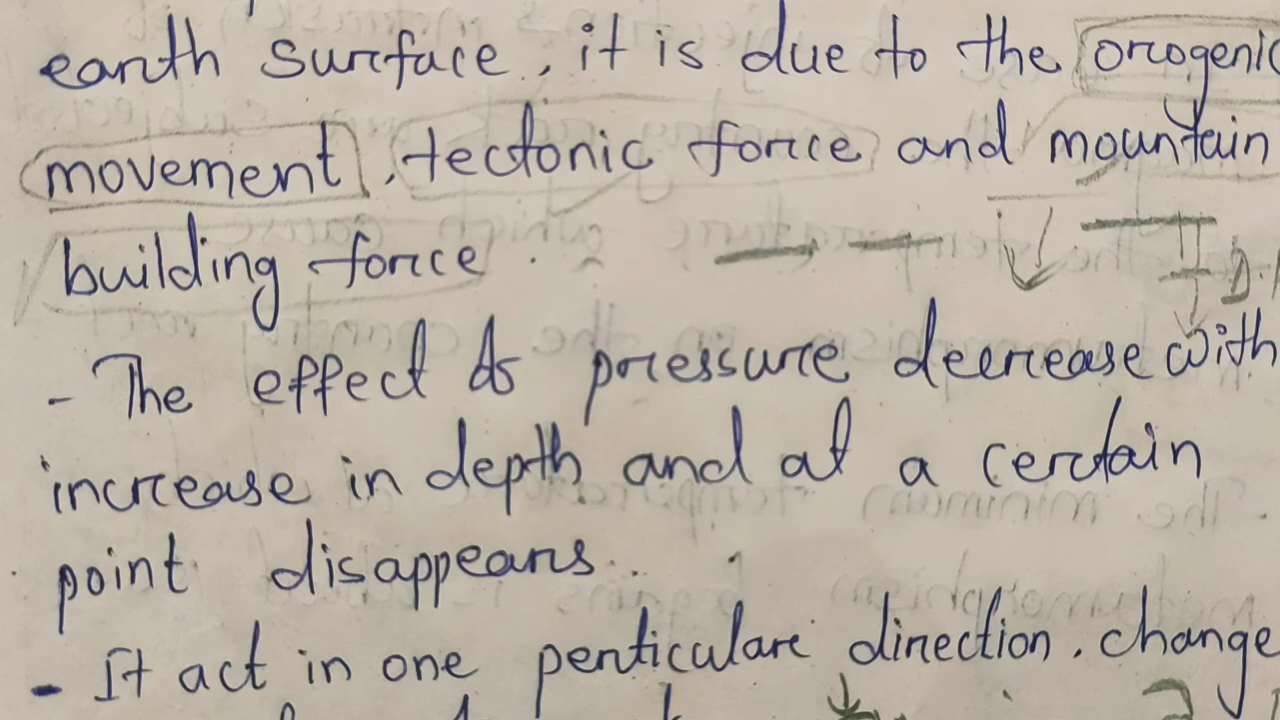 earth surface, it is due to the orogenic
movement, tectonic force and mountain
building force.
- The effect of pressure decrease with
increase in depth and at a certain
point disappears.
- It act in one perticular direction, change